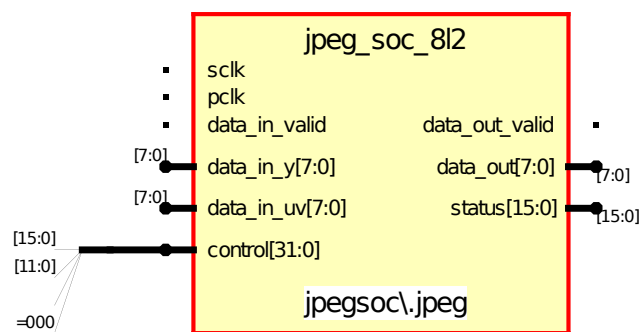 jpeg_soc_8l2
sclk
pclk
data_in_valid data_out_valid
[7:0] data_in_y[7:0] data_out[7:0] [7:0]
[7:0] data_in_uv[7:0] status[15:0] [15:0]
[15:0] control[31:0]
[11:0]
=000 jpegsoc\.jpeg